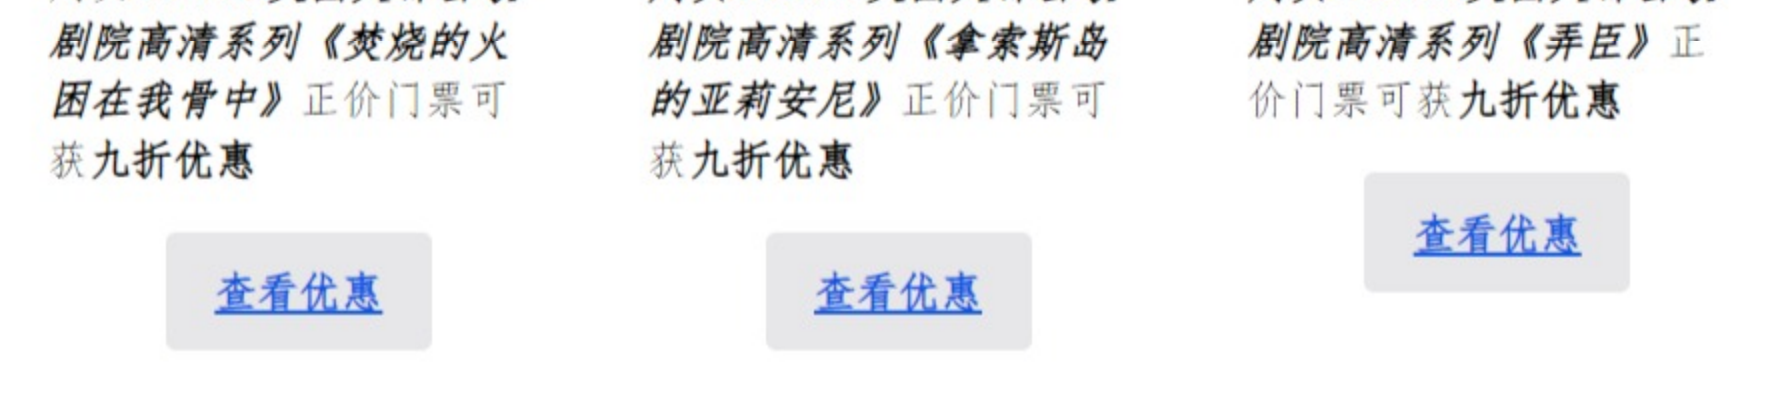 剧院高清系列《焚烧的火
困在我骨中》正价门票可
获九折优惠
查看优惠
剧院高清系列《拿索斯岛
的亚莉安尼》正价门票可
获九折优惠
查看优惠
剧院高清系列《弄臣》正
价门票可获九折优惠
查看优惠